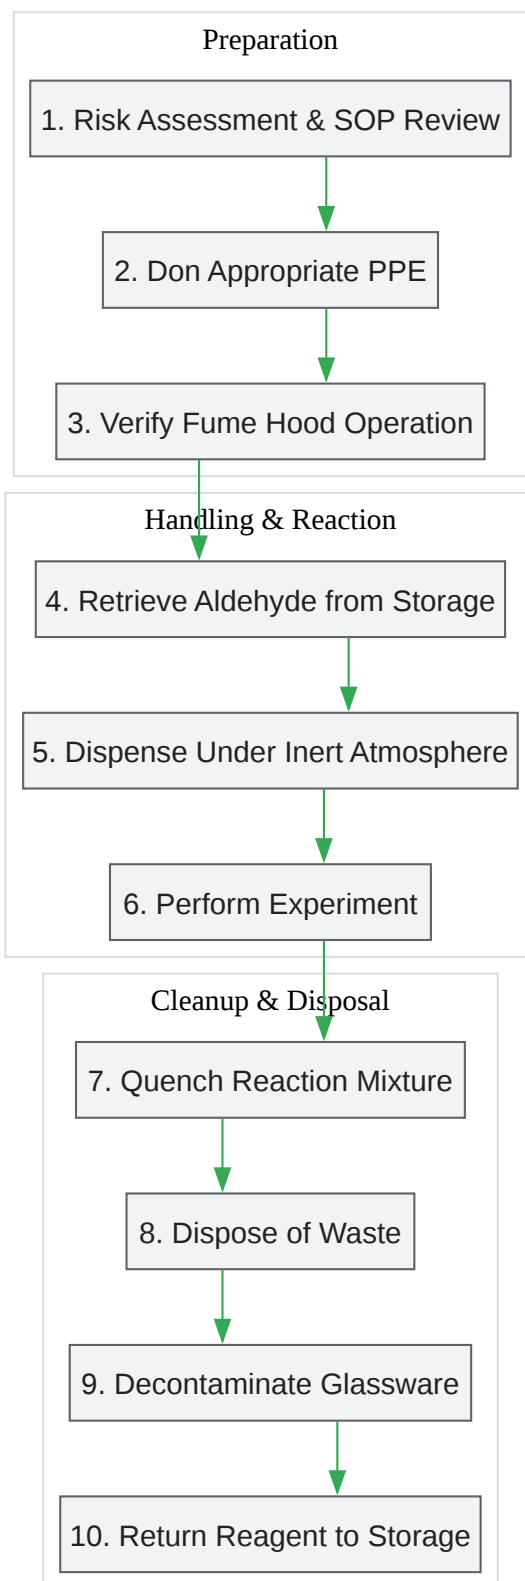 Preparation
1. Risk Assessment & SOP Review
2. Don Appropriate PPE
3. Verify Fume Hood Operation
Handling & Reaction
4. Retrieve Aldehyde from Storage
5. Dispense Under Inert Atmosphere
6. Perform Experiment
Cleanup & Disposal
7. Quench Reaction Mixture
8. Dispose of Waste
9. Decontaminate Glassware
10. Return Reagent to Storage